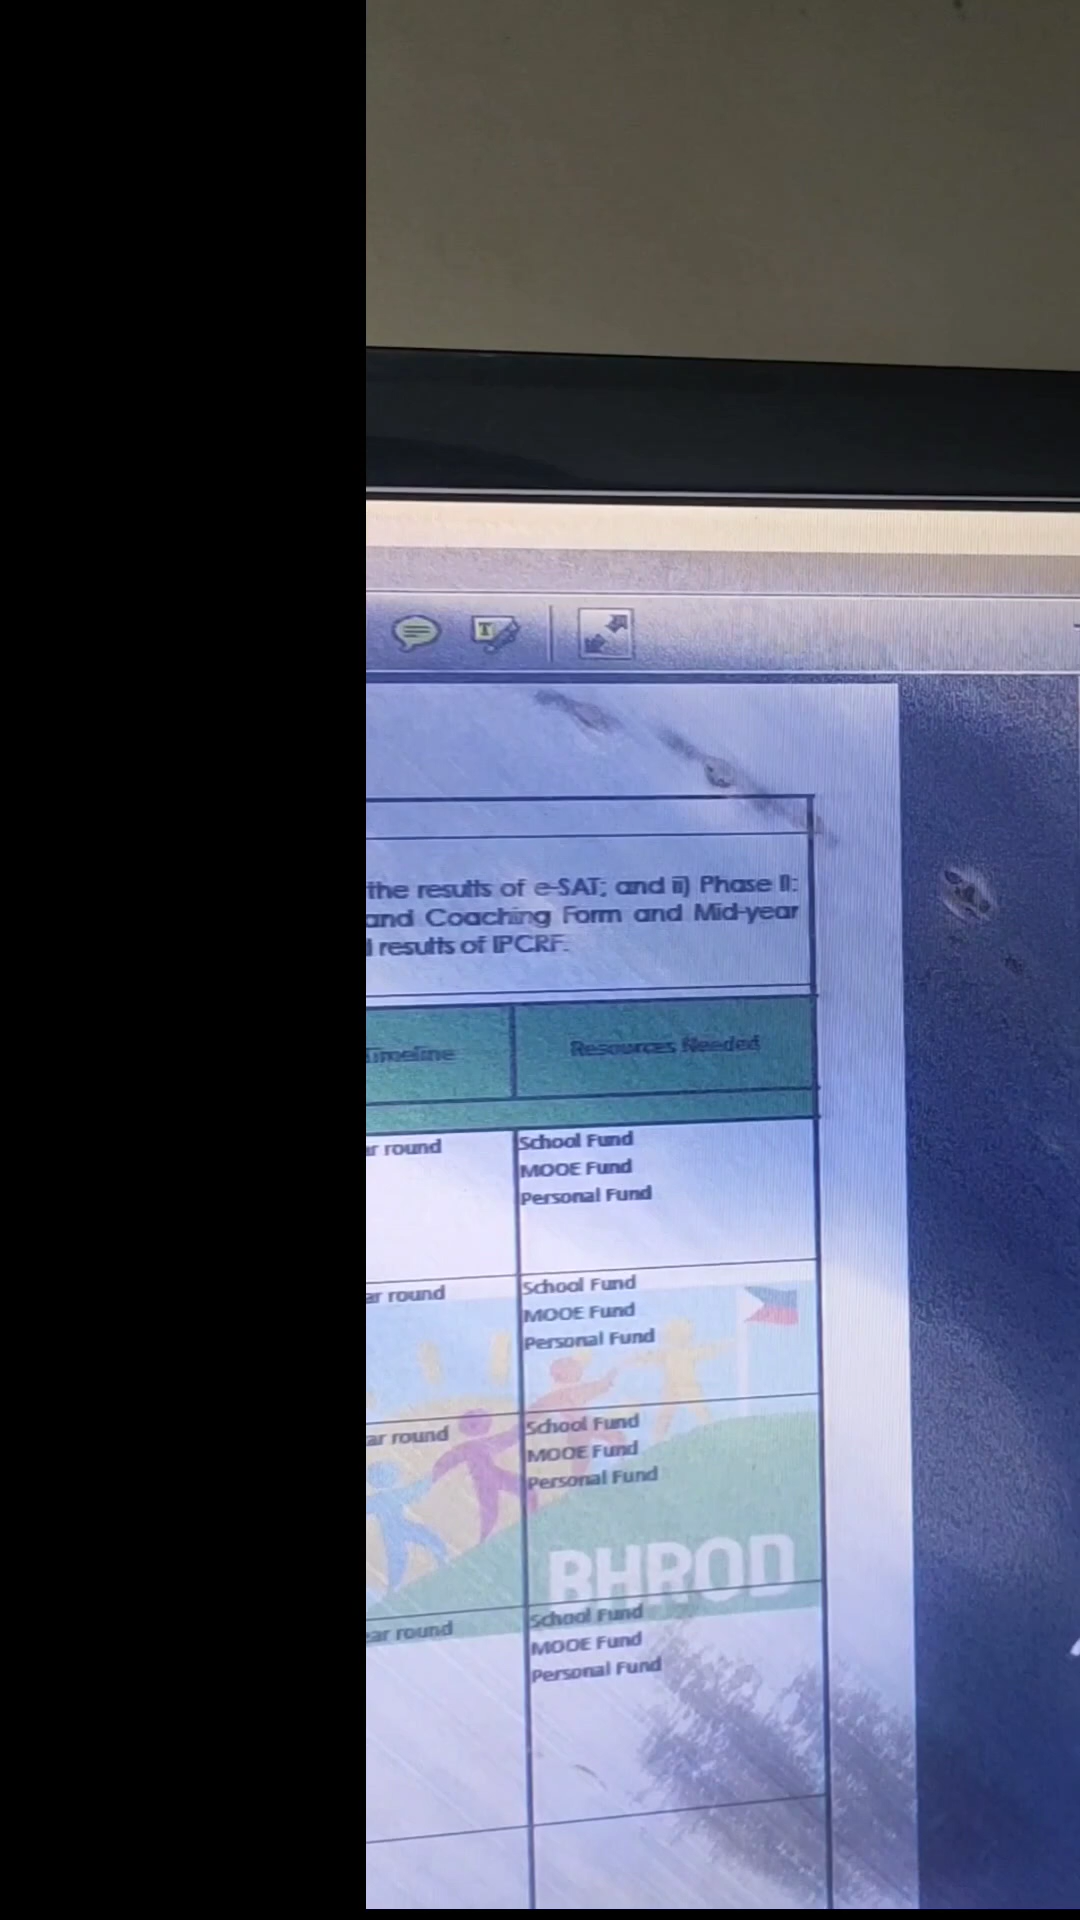 the results of e-SAT; and ii) Phase II:
and Coaching Form and Mid-year
l results of IPCRF.
Timeline
Resources Needed
ar round
School Fund
MOOE Fund
Personal Fund
ar round
School Fund
MOOE Fund
Personal Fund
ar round
School Fund
MOOE Fund
Personal Fund
BHROD
ear round
School Fund
MOOE Fund
Personal Fund